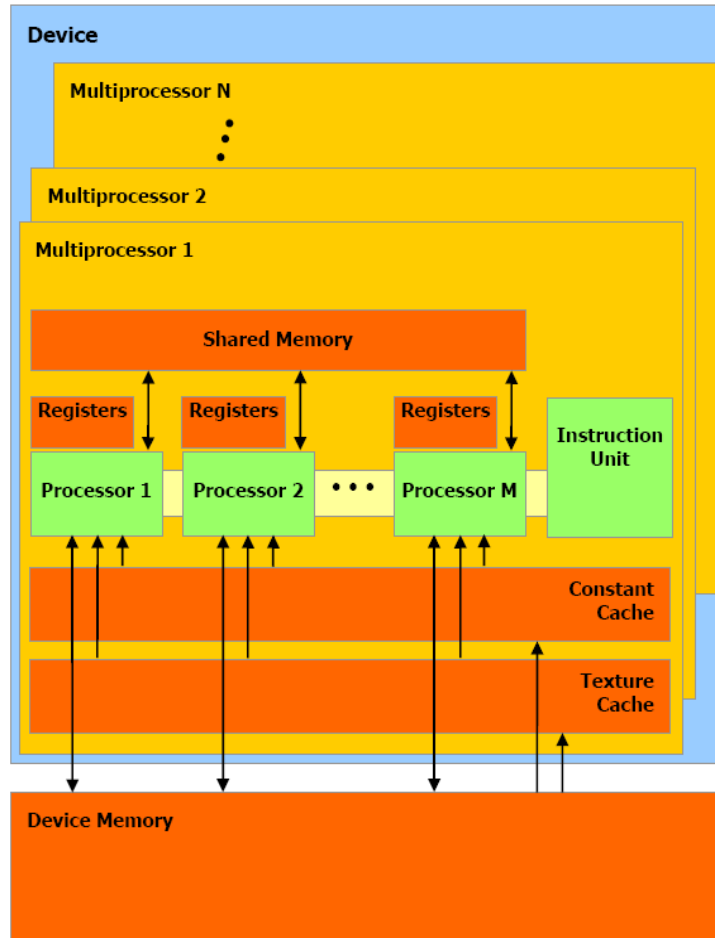 Device
Multiprocessor N
Multiprocessor 2
Multiprocessor 1
Shared Memory
Registers
Registers
Registers
Instruction
Unit
Processor 1
Processor 2
Processor M
Constant
Cache
Texture
Cache
Device Memory